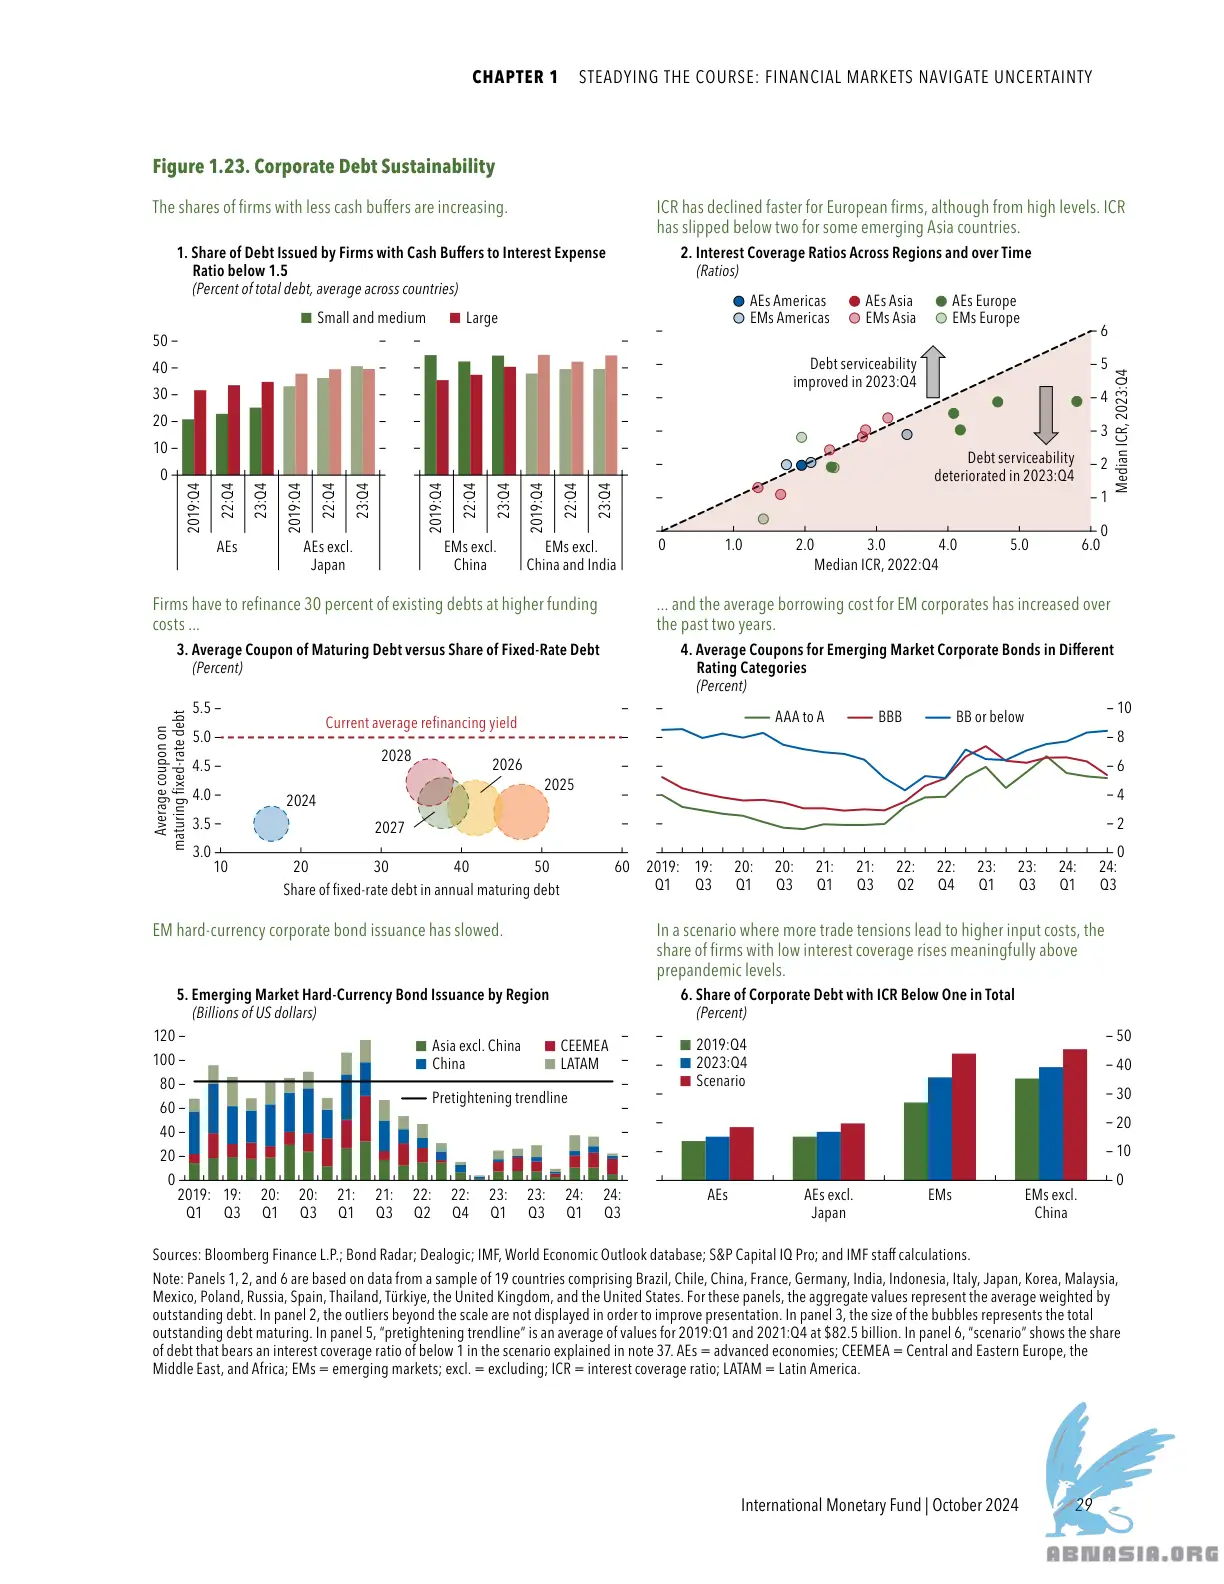 CHAPTER 1 STEADYING THE COURSE: FINANCIAL MARKETS NAVIGATE UNCERTAINTY
Figure 1.23. Corporate Debt Sustainability
The shares of firms with less cash buffers are increasing.
1. Share of Debt Issued by Firms with Cash Buffers to Interest Expense
Ratio below 1.5
(Percent of total debt, average across countries)
Small and medium Large
50
40
30
20
10
0
2019:Q4 22:Q4 23:Q4 2019:Q4 22:Q4 23:Q4 2019:Q4 22:Q4 23:Q4 2019:Q4 22:Q4 23:Q4
AEs AEs excl. EMs excl. EMs excl.
Japan China China and India
ICR has declined faster for European firms, although from high levels. ICR
has slipped below two for some emerging Asia countries.
2. Interest Coverage Ratios Across Regions and over Time
(Ratios)
AEs Americas AEs Asia AEs Europe
EMs Americas EMs Asia EMs Europe
Debt serviceability
improved in 2023:Q4
Debt serviceability
deteriorated in 2023:Q4
6
5
4
3
2
1
0
Median ICR, 2023:Q4
0 1.0 2.0 3.0 4.0 5.0 6.0
Median ICR, 2022:Q4
Firms have to refinance 30 percent of existing debts at higher funding
costs ...
3. Average Coupon of Maturing Debt versus Share of Fixed-Rate Debt
(Percent)
Average coupon on
maturing fixed-rate debt
5.5
5.0
4.5
4.0
3.5
3.0
Current average refinancing yield
2028
2026
2025
2024
2027
10 20 30 40 50 60
Share of fixed-rate debt in annual maturing debt
... and the average borrowing cost for EM corporates has increased over
the past two years.
4. Average Coupons for Emerging Market Corporate Bonds in Different
Rating Categories
(Percent)
AAA to A BBB BB or below
10
8
6
4
2
0
2019: 19: 20: 20: 21: 21: 22: 22: 23: 23: 24: 24:
Q1 Q3 Q1 Q3 Q1 Q3 Q2 Q4 Q1 Q3 Q1 Q3
EM hard-currency corporate bond issuance has slowed.
5. Emerging Market Hard-Currency Bond Issuance by Region
(Billions of US dollars)
120
100
80
60
40
20
0
Asia excl. China CEEMEA
China LATAM
Pretightening trendline
2019: 19: 20: 20: 21: 21: 22: 22: 23: 23: 24: 24:
Q1 Q3 Q1 Q3 Q1 Q3 Q2 Q4 Q1 Q3 Q1 Q3
In a scenario where more trade tensions lead to higher input costs, the
share of firms with low interest coverage rises meaningfully above
prepandemic levels.
6. Share of Corporate Debt with ICR Below One in Total
(Percent)
2019:Q4
2023:Q4
Scenario
50
40
30
20
10
0
AEs AEs excl. EMs EMs excl.
Japan China
Sources: Bloomberg Finance L.P.; Bond Radar; Dealogic; IMF, World Economic Outlook database; S&P Capital IQ Pro; and IMF staff calculations.
Note: Panels 1, 2, and 6 are based on data from a sample of 19 countries comprising Brazil, Chile, China, France, Germany, India, Indonesia, Italy, Japan, Korea, Malaysia,
Mexico, Poland, Russia, Spain, Thailand, Türkiye, the United Kingdom, and the United States. For these panels, the aggregate values represent the average weighted by
outstanding debt. In panel 2, the outliers beyond the scale are not displayed in order to improve presentation. In panel 3, the size of the bubbles represents the total
outstanding debt maturing. In panel 5, “pretightening trendline” is an average of values for 2019:Q1 and 2021:Q4 at $82.5 billion. In panel 6, “scenario” shows the share
of debt that bears an interest coverage ratio of below 1 in the scenario explained in note 37. AEs = advanced economies; CEEMEA = Central and Eastern Europe, the
Middle East, and Africa; EMs = emerging markets; excl. = excluding; ICR = interest coverage ratio; LATAM = Latin America.
International Monetary Fund | October 2024 29
ABNASIA.ORG